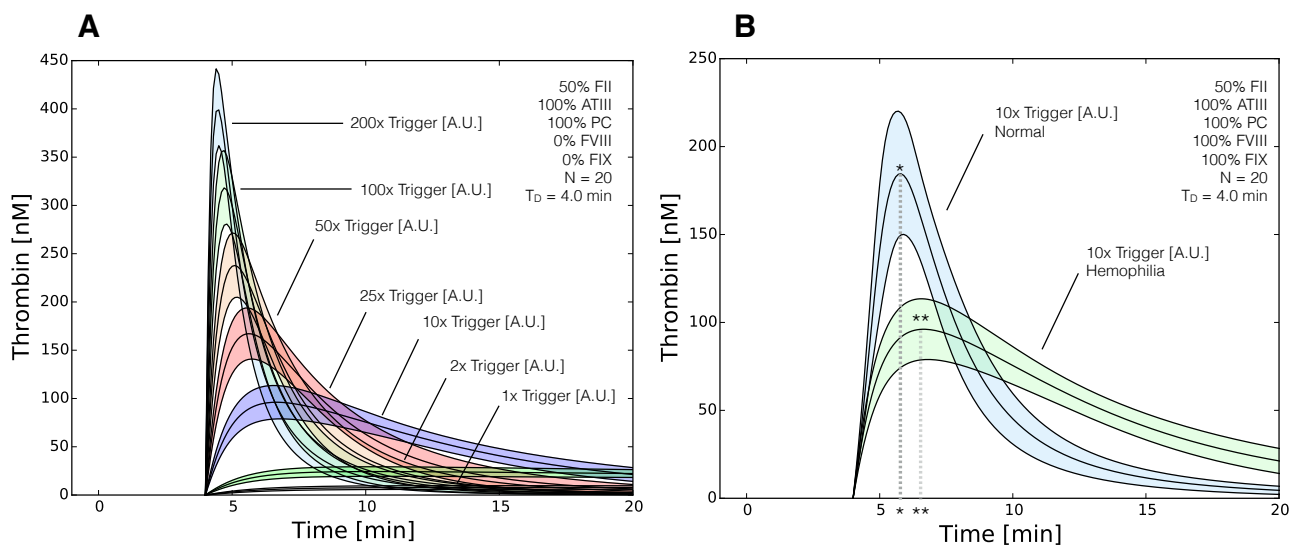 A
B
Thrombin [nM]
450
400
350
300
250
200
150
100
50
0
0
5
10
15
20
Time [min]
50% FII
100% ATIII
100% PC
0% FVIII
0% FIX
N = 20
TD = 4.0 min
200x Trigger [A.U.]
100x Trigger [A.U.]
50x Trigger [A.U.]
25x Trigger [A.U.]
10x Trigger [A.U.]
2x Trigger [A.U.]
1x Trigger [A.U.]
Thrombin [nM]
250
200
150
100
50
0
0
5
10
15
20
Time [min]
50% FII
100% ATIII
100% PC
100% FVIII
100% FIX
N = 20
TD = 4.0 min
10x Trigger [A.U.]
Normal
10x Trigger [A.U.]
Hemophilia
*
**
* **